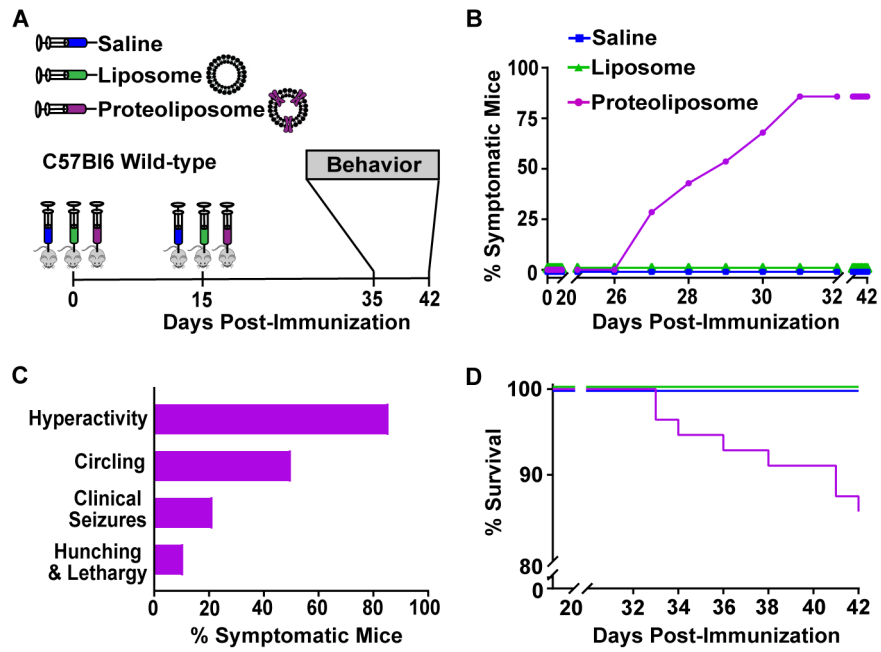 A
Saline
Liposome
Proteoliposome
C57Bl6 Wild-type
Behavior
0 15 35 42
Days Post-Immunization
B
Saline
Liposome
Proteoliposome
100
75
50
25
0
% Symptomatic Mice
0 20 26 28 30 32 42
Days Post-Immunization
C
Hyperactivity
Circling
Clinical
Seizures
Hunching
& Lethargy
0 20 40 60 80 100
% Symptomatic Mice
D
100
90
80
0
% Survival
20 32 34 36 38 40 42
Days Post-Immunization